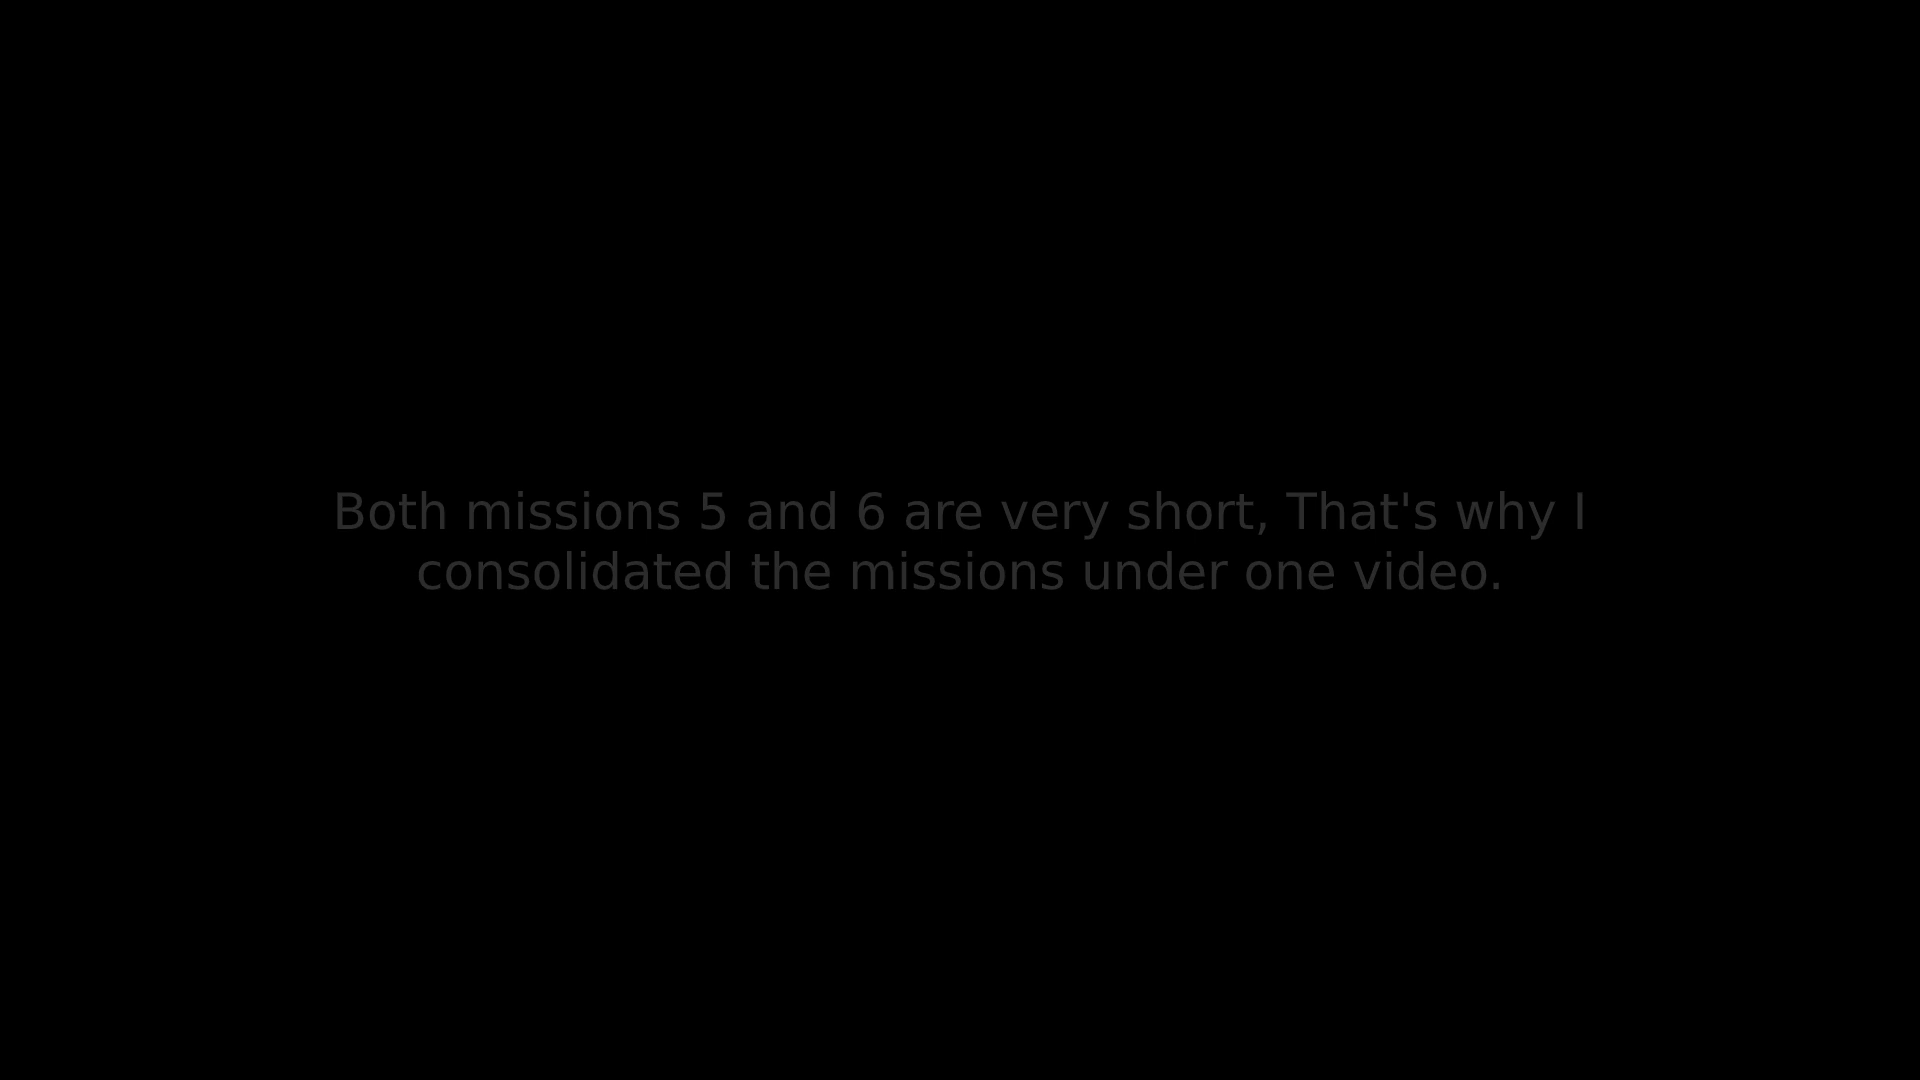 Both missions 5 and 6 are very short, That's why I
consolidated the missions under one video.